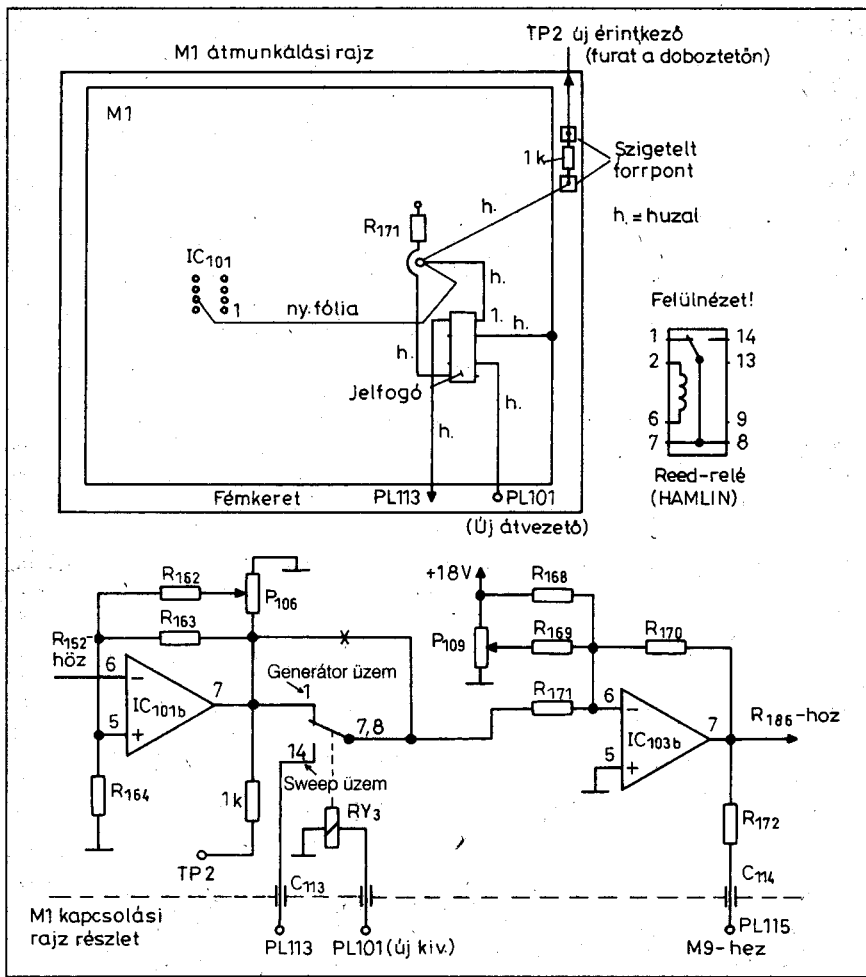 TP2 új érintkező
(furat a doboztetőn)
M1 átmunkálási rajz
M1
1k
Szigetelt
forrpont
h.
h. = huzal
R171
IC101
1
ny. fólia
h.
1.
h.
h.
Jelfogó
h.
h.
Felülnézet!
1
14
2
13
6
9
7
8
Reed-relé
(HAMLIN)
Fémkeret
PL113
PL101
(Új átvezető)
R162
P106
R163
R152-
höz
6
−
IC101b
7
5
+
R164
1k
TP2
Generátor üzem
1
7,8
14
Sweep üzem
RY3
+18V
R168
P109
R169
R170
R171
6
−
IC103b
7
5
+
R186-hoz
R172
C113
C114
M1 kapcsolási
rajz részlet
PL113
PL101 (új kiv.)
PL115
M9-hez